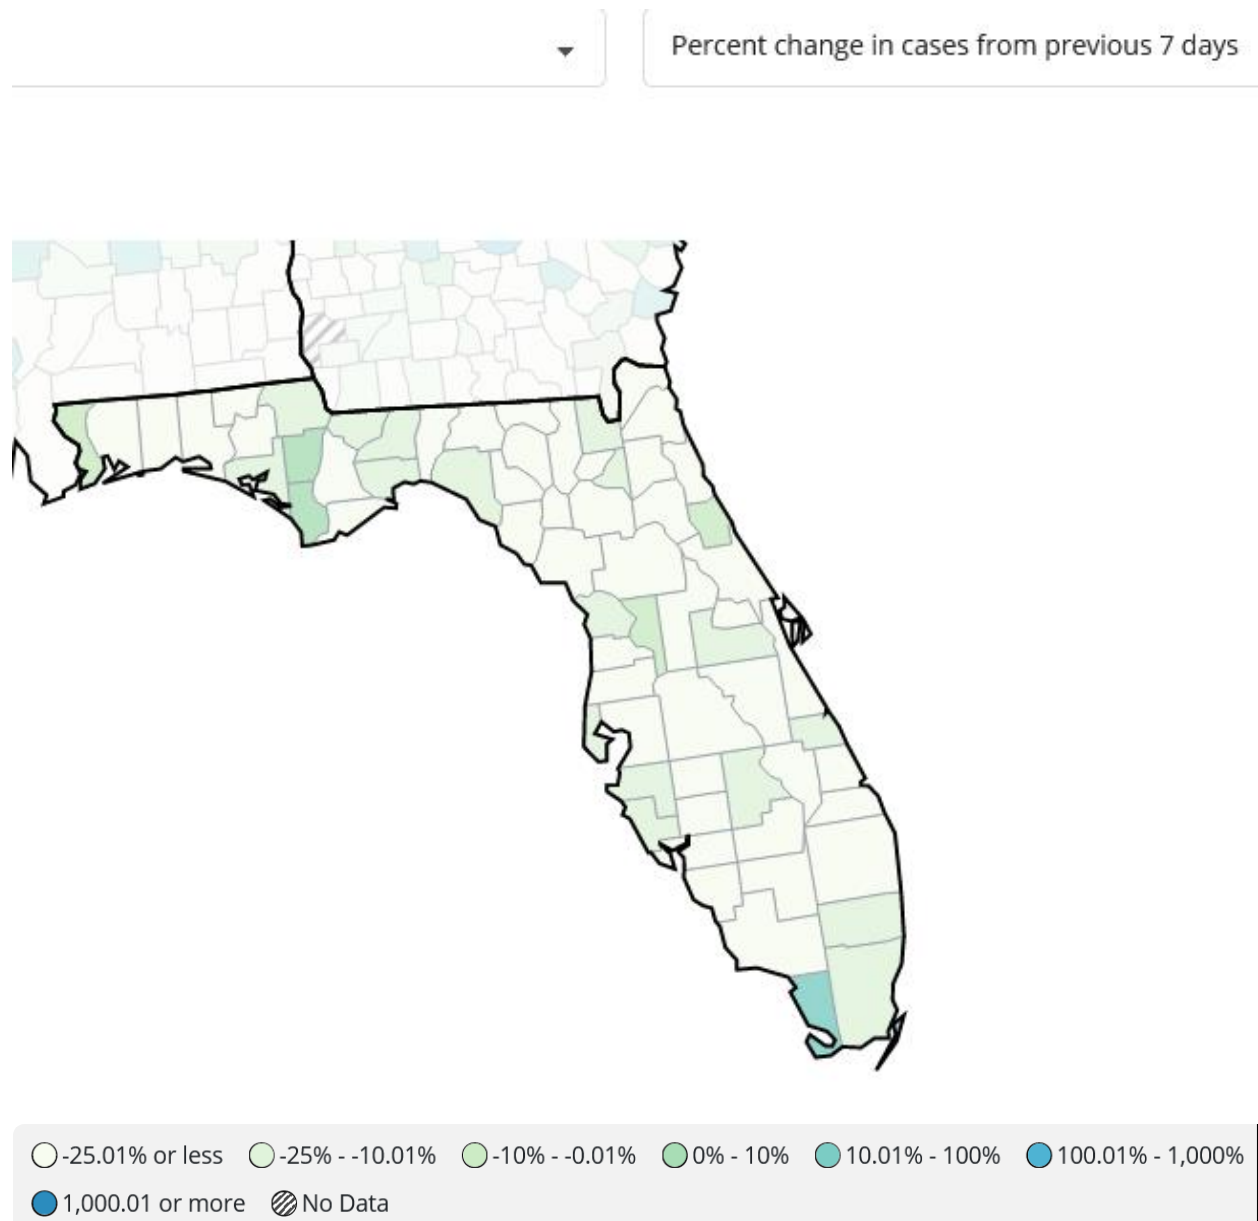 Percent change in cases from previous 7 days
-25.01% or less -25% - -10.01% -10% - -0.01% 0% - 10% 10.01% - 100% 100.01% - 1,000%
1,000.01 or more No Data